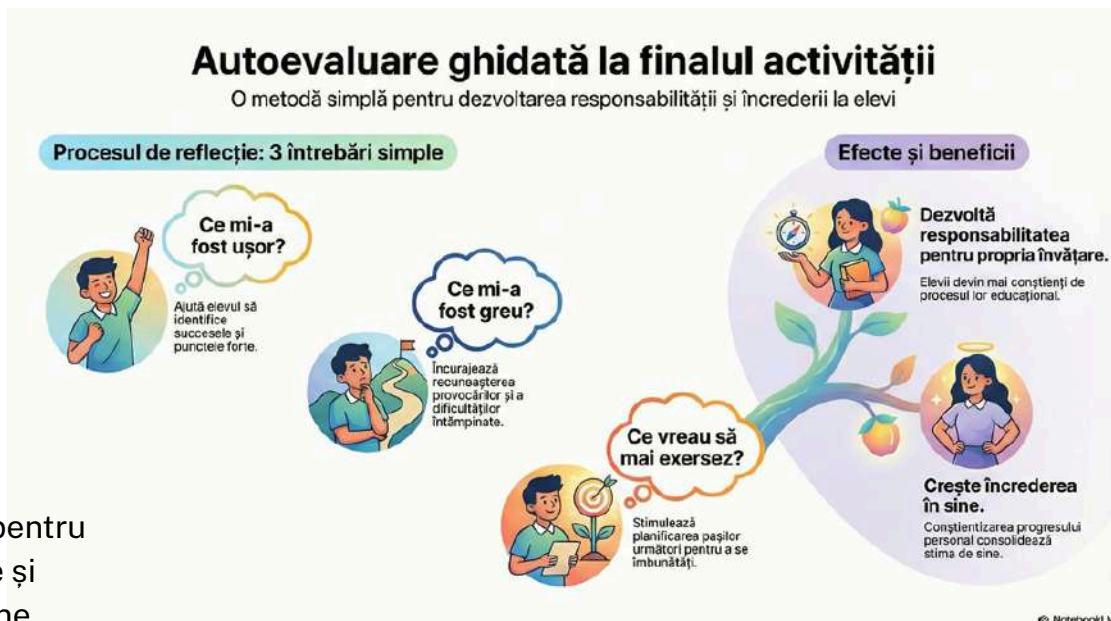 Autoevaluare ghidată la finalul activității
O metodă simplă pentru dezvoltarea responsabilității și încrederii la elevi
Procesul de reflecție: 3 întrebări simple
Ce mi-a
fost ușor?
Ajută elevul să
identifice
succesele și
punctele forte.
Ce mi-a
fost greu?
Încurajează
recunoașterea
provocărilor și a
dificultăților
întâmpinate.
Ce vreau să
mai exersez?
Stimulează
planificarea pașilor
următori pentru a se
îmbunătăți.
Efecte și beneficii
Dezvoltă
responsabilitatea
pentru propria învățare.
Elevii devin mai conștienți de
procesul lor educațional.
Crește încrederea
în sine.
Conștientizarea progresului
personal consolidează
stima de sine.
pentru
și